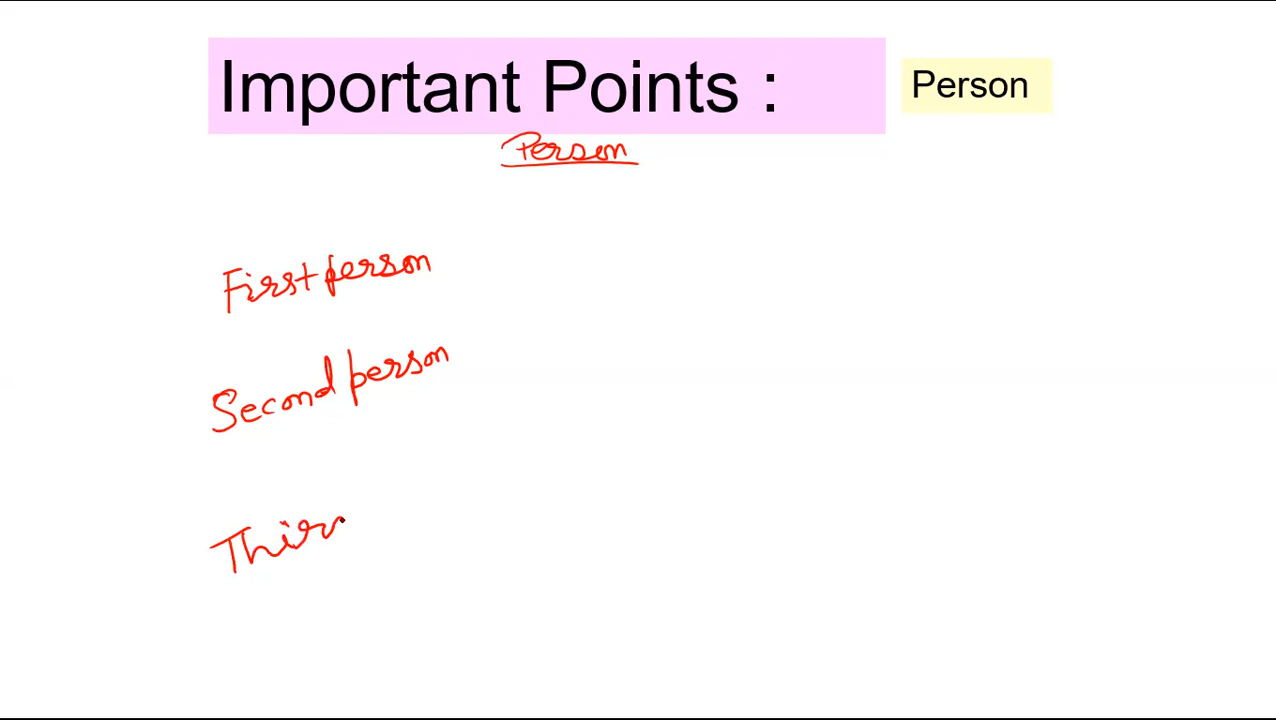 Important Points :
Person
Person
First person
Second person
Thir